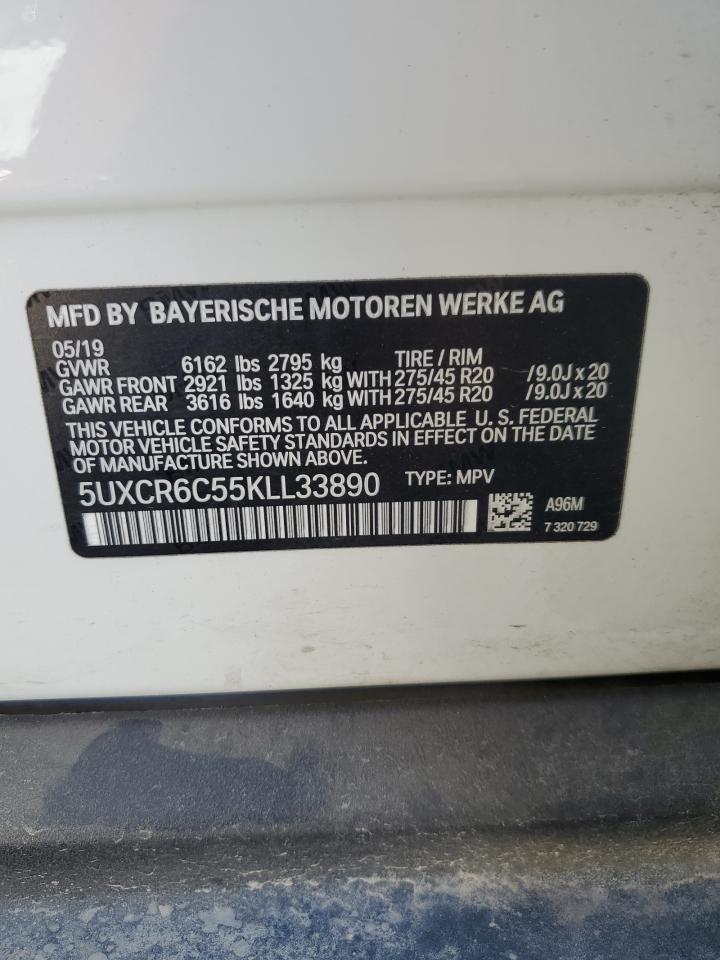 MFD BY BAYERISCHE MOTOREN WERKE AG
05/19
GVWR 6162 lbs 2795 kg TIRE / RIM
GAWR FRONT 2921 lbs 1325 kg WITH 275/45 R20 /9.0J x 20
GAWR REAR 3616 lbs 1640 kg WITH 275/45 R20 /9.0J x 20
THIS VEHICLE CONFORMS TO ALL APPLICABLE U. S. FEDERAL
MOTOR VEHICLE SAFETY STANDARDS IN EFFECT ON THE DATE
OF MANUFACTURE SHOWN ABOVE.
5UXCR6C55KLL33890 TYPE: MPV
A96M
7 320 729